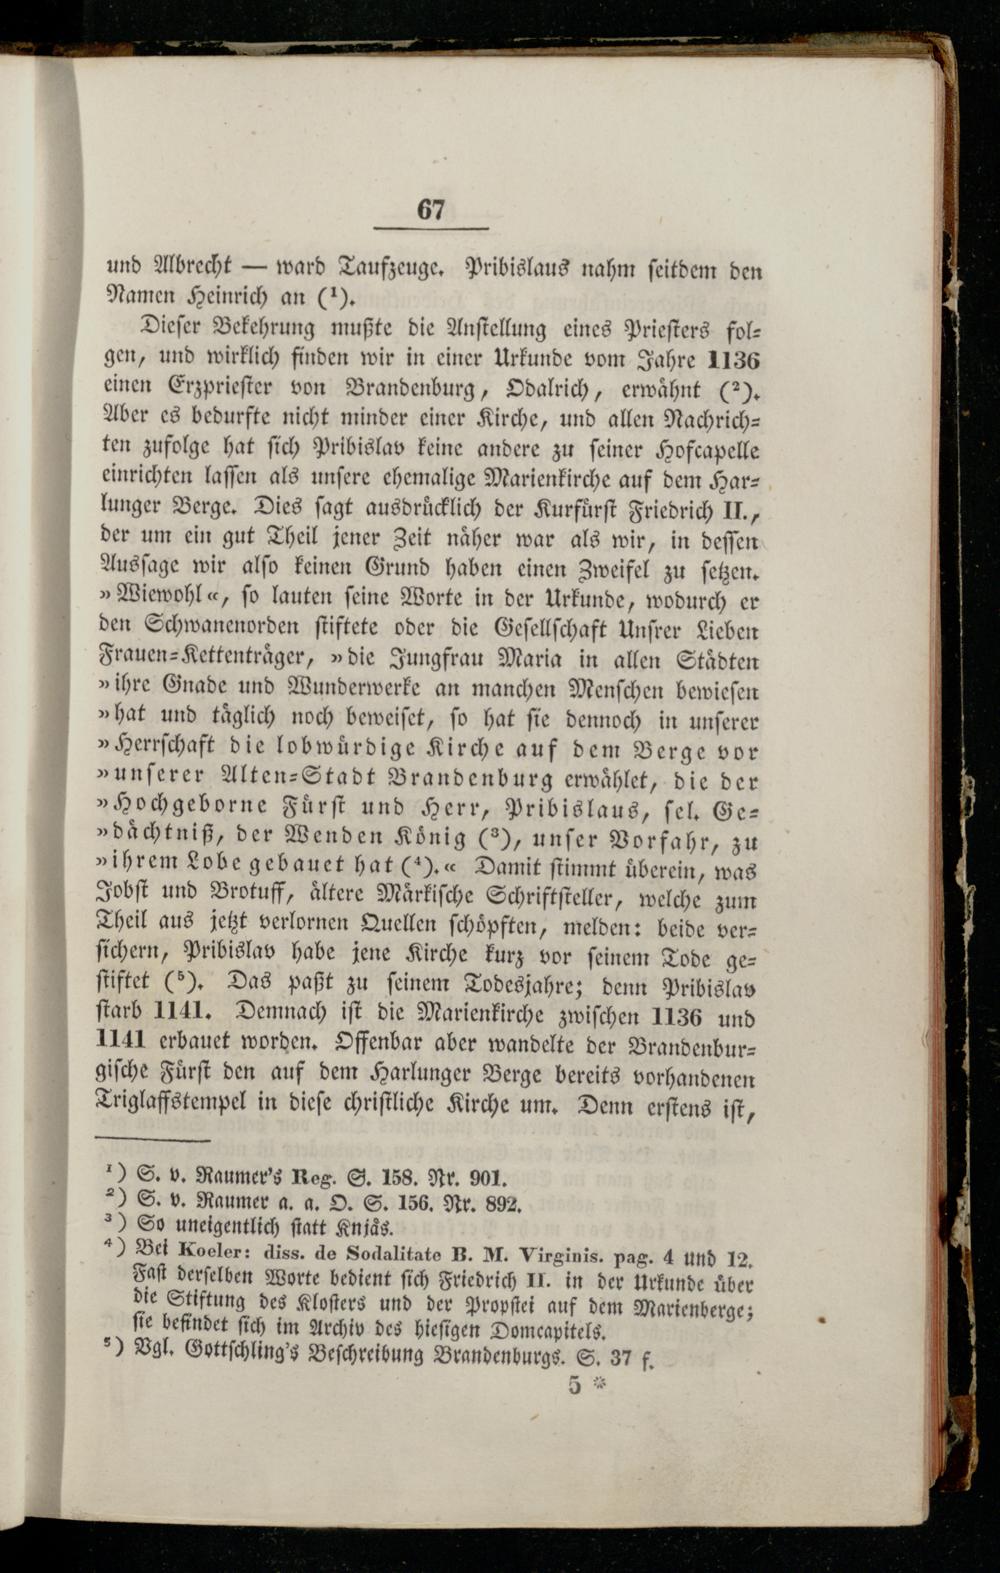 67
und Albrecht — ward Taufzeuge. Pribislaus nahm seitdem den
Namen Heinrich an (¹).
Dieser Bekehrung mußte die Anstellung eines Priesters fol=
gen, und wirklich finden wir in einer Urkunde vom Jahre 1136
einen Erzpriester von Brandenburg, Odalrich, erwähnt (²).
Aber es bedurfte nicht minder einer Kirche, und allen Nachrich=
ten zufolge hat sich Pribislav keine andere zu seiner Hofcapelle
einrichten lassen als unsere ehemalige Marienkirche auf dem Har=
lunger Berge. Dies sagt ausdrücklich der Kurfürst Friedrich II.,
der um ein gut Theil jener Zeit näher war als wir, in dessen
Aussage wir also keinen Grund haben einen Zweifel zu setzen.
»Wiewohl«, so lauten seine Worte in der Urkunde, wodurch er
den Schwanenorden stiftete oder die Gesellschaft Unsrer Lieben
Frauen=Kettenträger, »die Jungfrau Maria in allen Städten
»ihre Gnade und Wunderwerke an manchen Menschen bewiesen
»hat und täglich noch beweiset, so hat sie dennoch in unserer
»Herrschaft die lobwürdige Kirche auf dem Berge vor
»unserer Alten=Stadt Brandenburg erwählet, die der
»Hochgeborne Fürst und Herr, Pribislaus, sel. Ge=
»dächtniß, der Wenden König (³), unser Vorfahr, zu
»ihrem Lobe gebauet hat (⁴).« Damit stimmt überein, was
Jobst und Brotuff, ältere Märkische Schriftsteller, welche zum
Theil aus jetzt verlornen Quellen schöpften, melden: beide ver=
sichern, Pribislav habe jene Kirche kurz vor seinem Tode ge=
stiftet (⁵). Das paßt zu seinem Todesjahre; denn Pribislav
starb 1141. Demnach ist die Marienkirche zwischen 1136 und
1141 erbauet worden. Offenbar aber wandelte der Brandenbur=
gische Fürst den auf dem Harlunger Berge bereits vorhandenen
Triglaffstempel in diese christliche Kirche um. Denn erstens ist,
¹) S. v. Raumer's Reg. S. 158. Nr. 901.
²) S. v. Raumer a. a. O. S. 156. Nr. 892.
³) So uneigentlich statt Knjäs.
⁴) Bei Koeler: diss. de Sodalitate B. M. Virginis. pag. 4 und 12.
Fast derselben Worte bedient sich Friedrich II. in der Urkunde über
die Stiftung des Klosters und der Propstei auf dem Marienberge;
sie befindet sich im Archiv des hiesigen Domcapitels.
⁵) Vgl. Gottschling's Beschreibung Brandenburgs. S. 37 f.
5 *